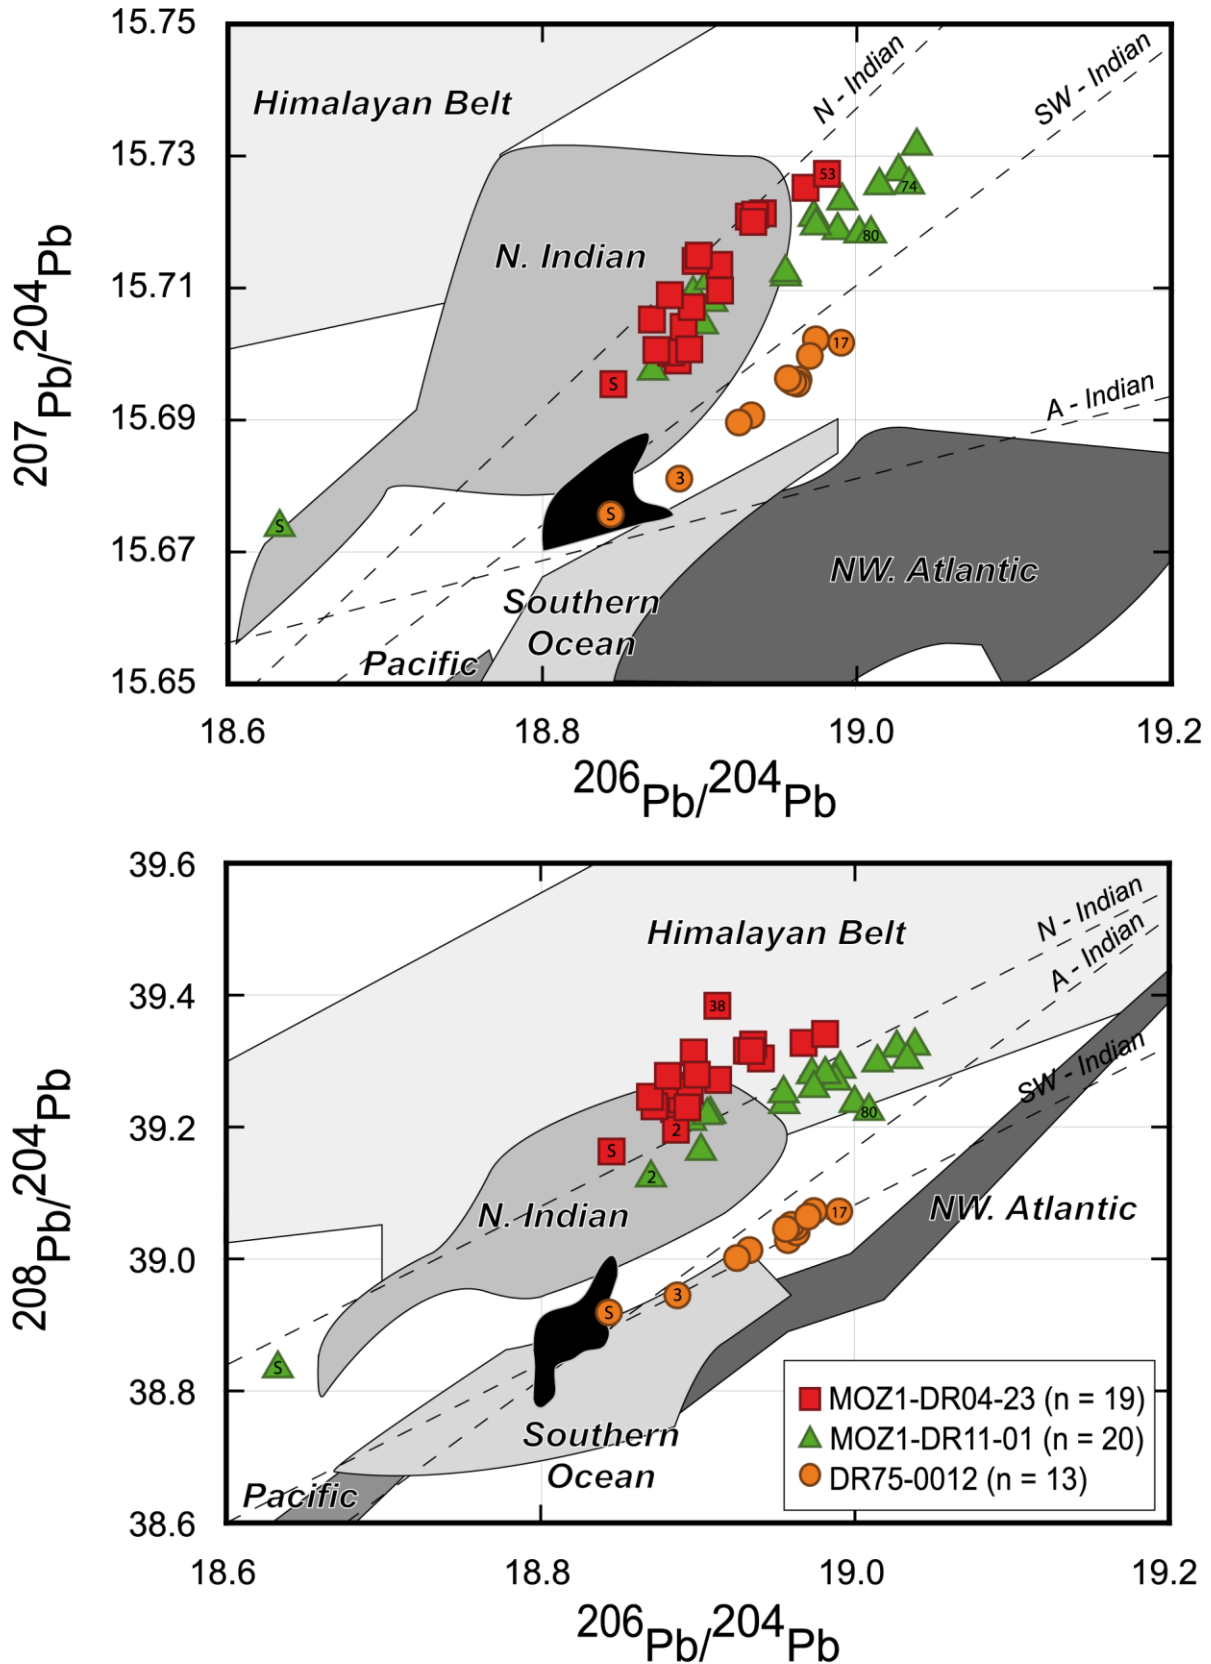 15.75
15.73
15.71
15.69
15.67
15.65
207Pb/204Pb
Himalayan Belt
N - Indian
SW - Indian
53
74
80
N. Indian
S
17
A - Indian
3
S
S
NW. Atlantic
Southern
Ocean
Pacific
18.6 18.8 19.0 19.2
206Pb/204Pb
39.6
39.4
39.2
39.0
38.8
38.6
208Pb/204Pb
Himalayan Belt
N - Indian
A - Indian
38
SW - Indian
80
2
S
2
N. Indian
17
NW. Atlantic
3
S
S
Southern
Ocean
Pacific
MOZ1-DR04-23 (n = 19)
MOZ1-DR11-01 (n = 20)
DR75-0012 (n = 13)
18.6 18.8 19.0 19.2
206Pb/204Pb